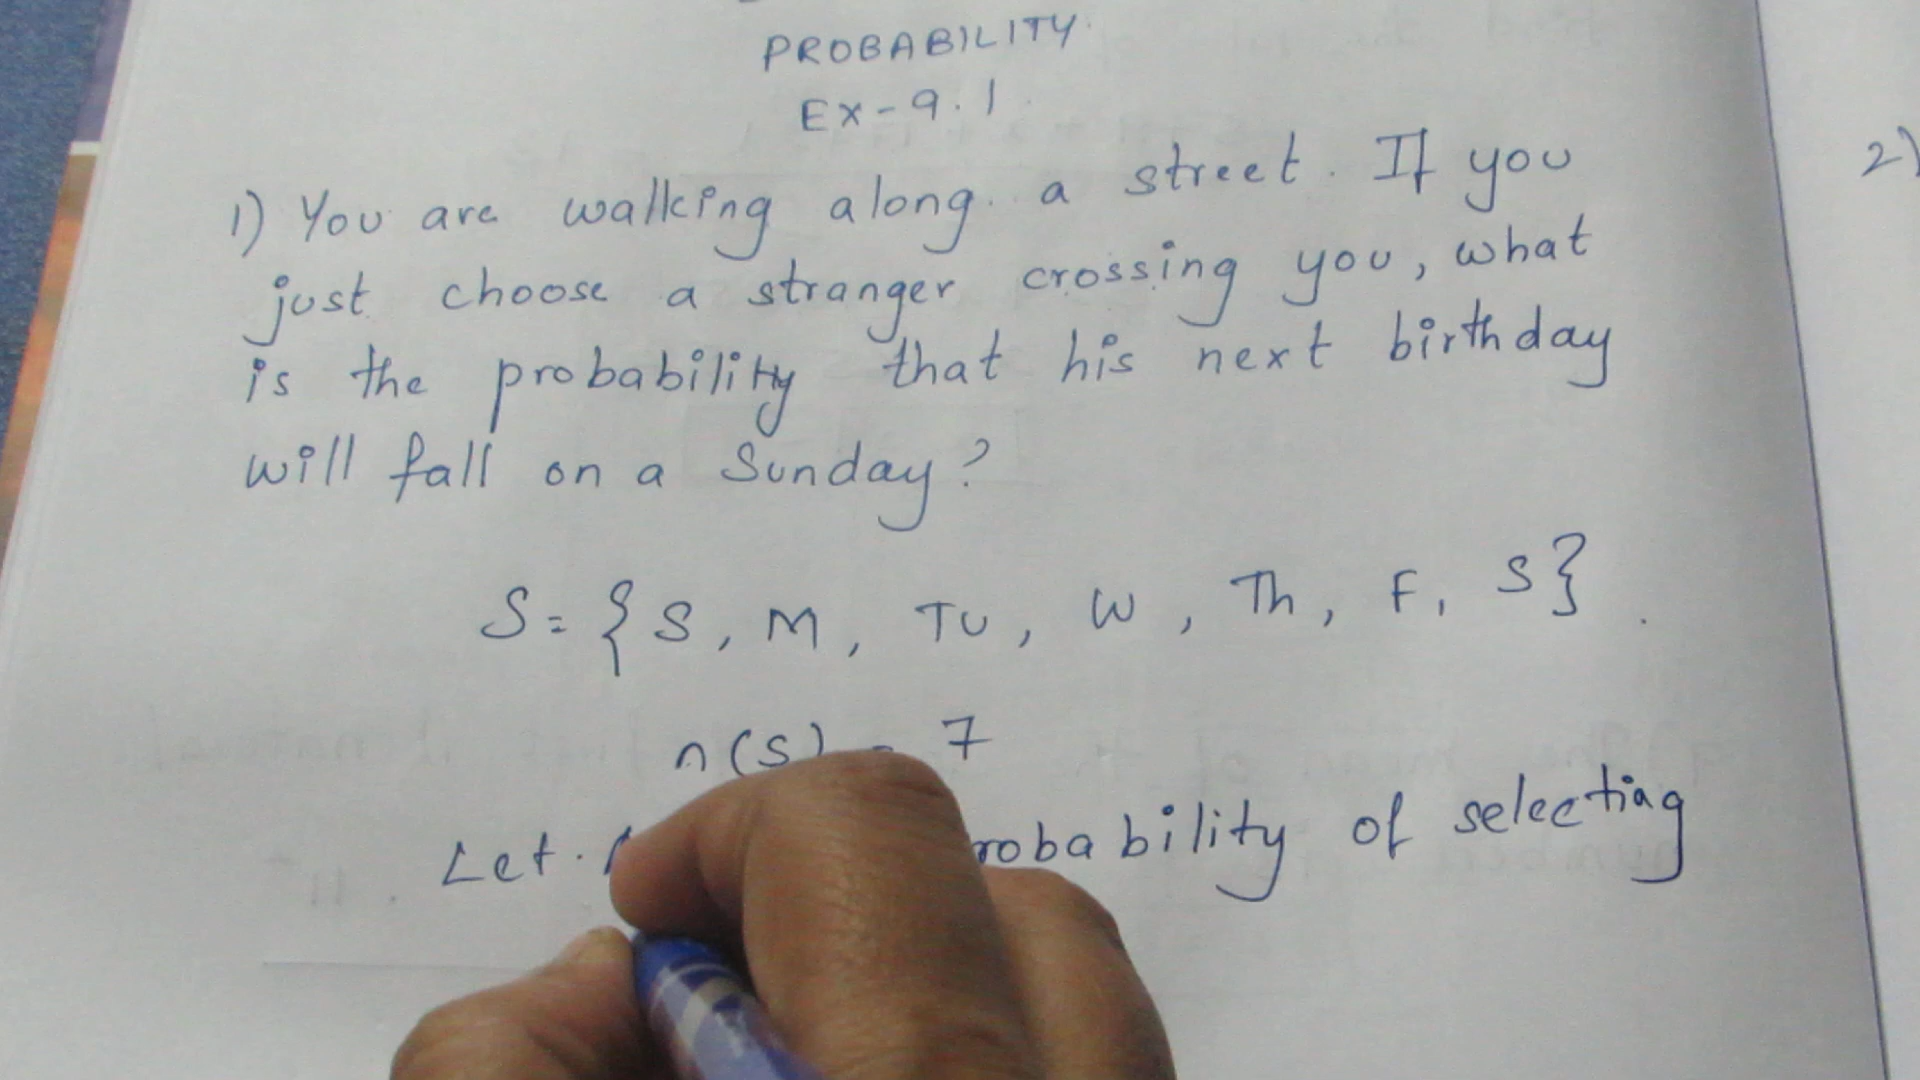 PROBABILITY
Ex-9.1
1) You are walking along a street. If you
just choose a stranger crossing you, what
is the probability that his next birthday
will fall on a Sunday?
S = {S, M, TU, W, Th, F, S}.
n(S) = 7
Let of selecting
2)